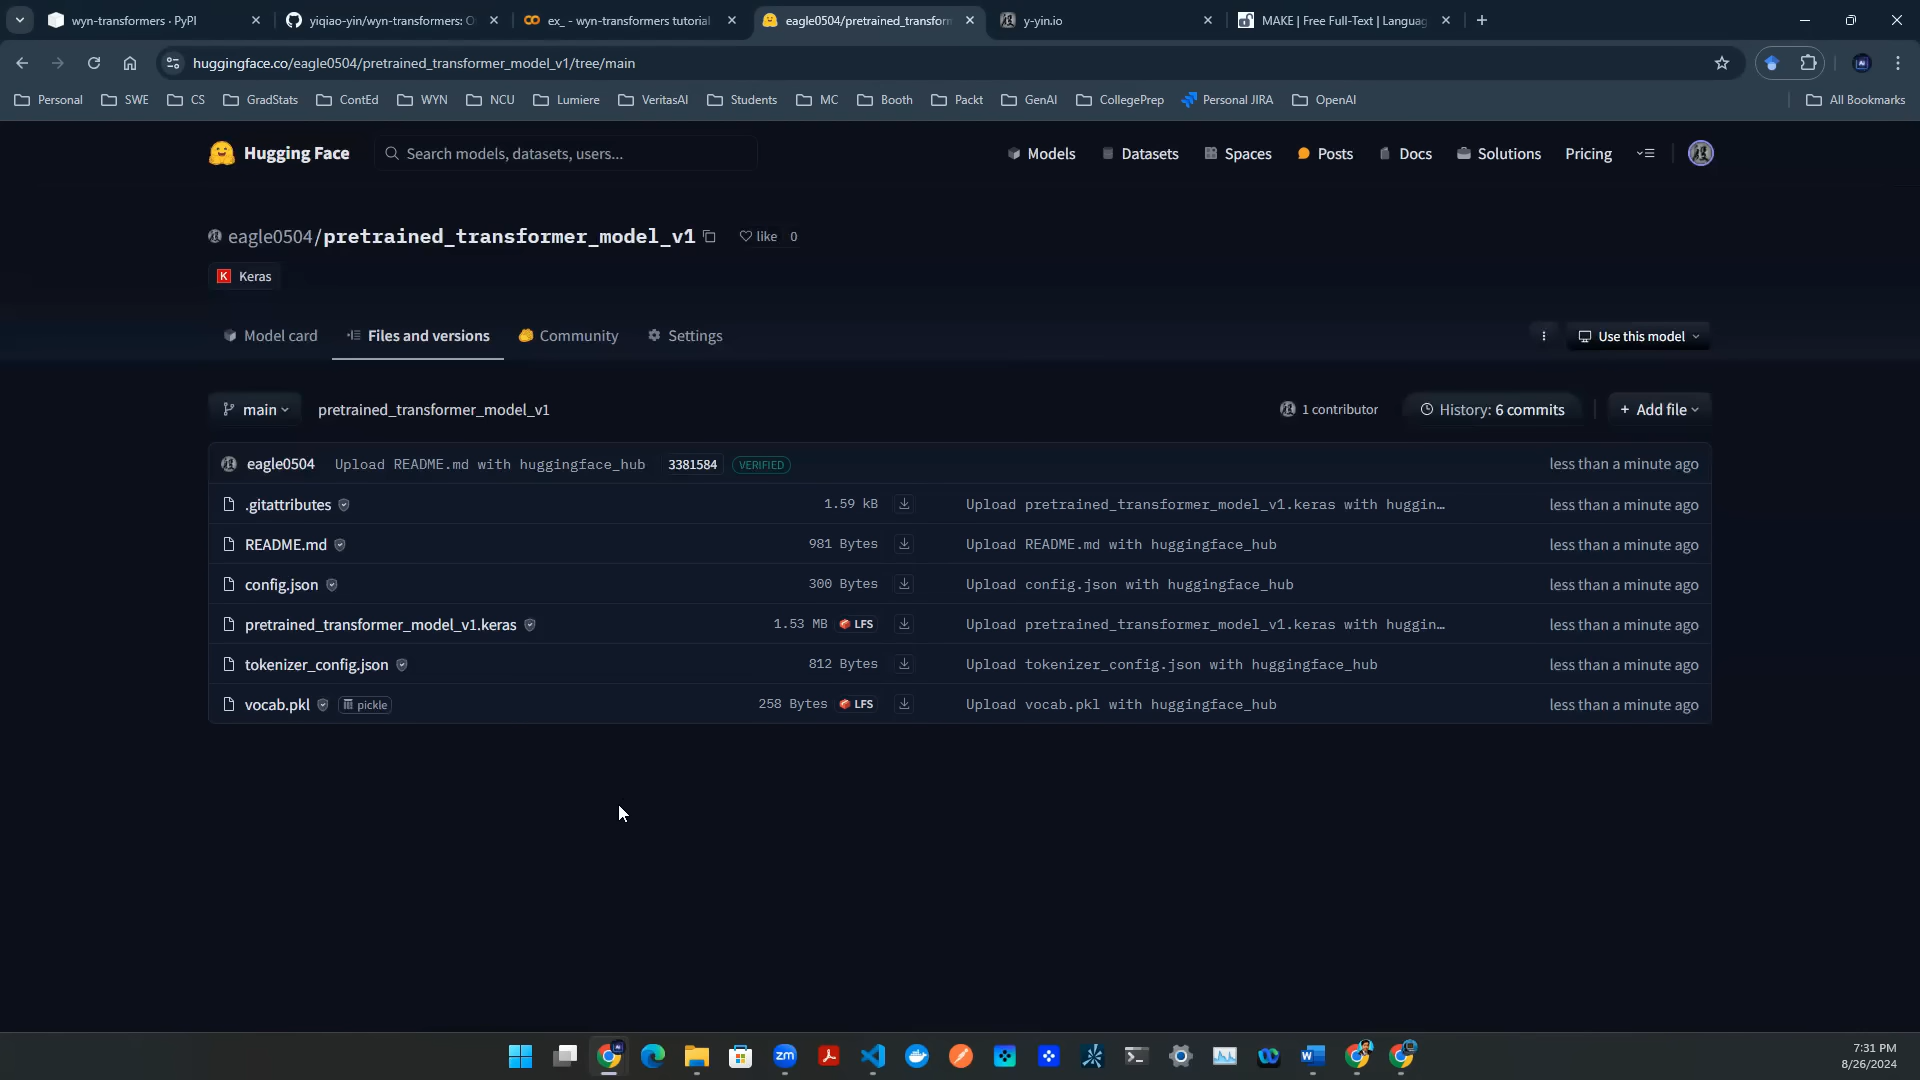 wyn-transformers · PyPI
yiqiao-yin/wyn-transformers: O
ex_ - wyn-transformers tutorial
eagle0504/pretrained_transform
y-yin.io
MAKE | Free Full-Text | Languag
huggingface.co/eagle0504/pretrained_transformer_model_v1/tree/main
Personal SWE CS GradStats ContEd WYN NCU Lumiere VeritasAI Students MC Booth Packt GenAI CollegePrep Personal JIRA OpenAI All Bookmarks
Hugging Face Search models, datasets, users... Models Datasets Spaces Posts Docs Solutions Pricing
eagle0504/pretrained_transformer_model_v1 like 0
K Keras
Model card Files and versions Community Settings Use this model
main pretrained_transformer_model_v1 1 contributor History: 6 commits + Add file
eagle0504 Upload README.md with huggingface_hub 3381584 VERIFIED less than a minute ago
.gitattributes 1.59 kB Upload pretrained_transformer_model_v1.keras with huggin… less than a minute ago
README.md 981 Bytes Upload README.md with huggingface_hub less than a minute ago
config.json 300 Bytes Upload config.json with huggingface_hub less than a minute ago
pretrained_transformer_model_v1.keras 1.53 MB LFS Upload pretrained_transformer_model_v1.keras with huggin… less than a minute ago
tokenizer_config.json 812 Bytes Upload tokenizer_config.json with huggingface_hub less than a minute ago
vocab.pkl pickle 258 Bytes LFS Upload vocab.pkl with huggingface_hub less than a minute ago
zm
7:31 PM
8/26/2024